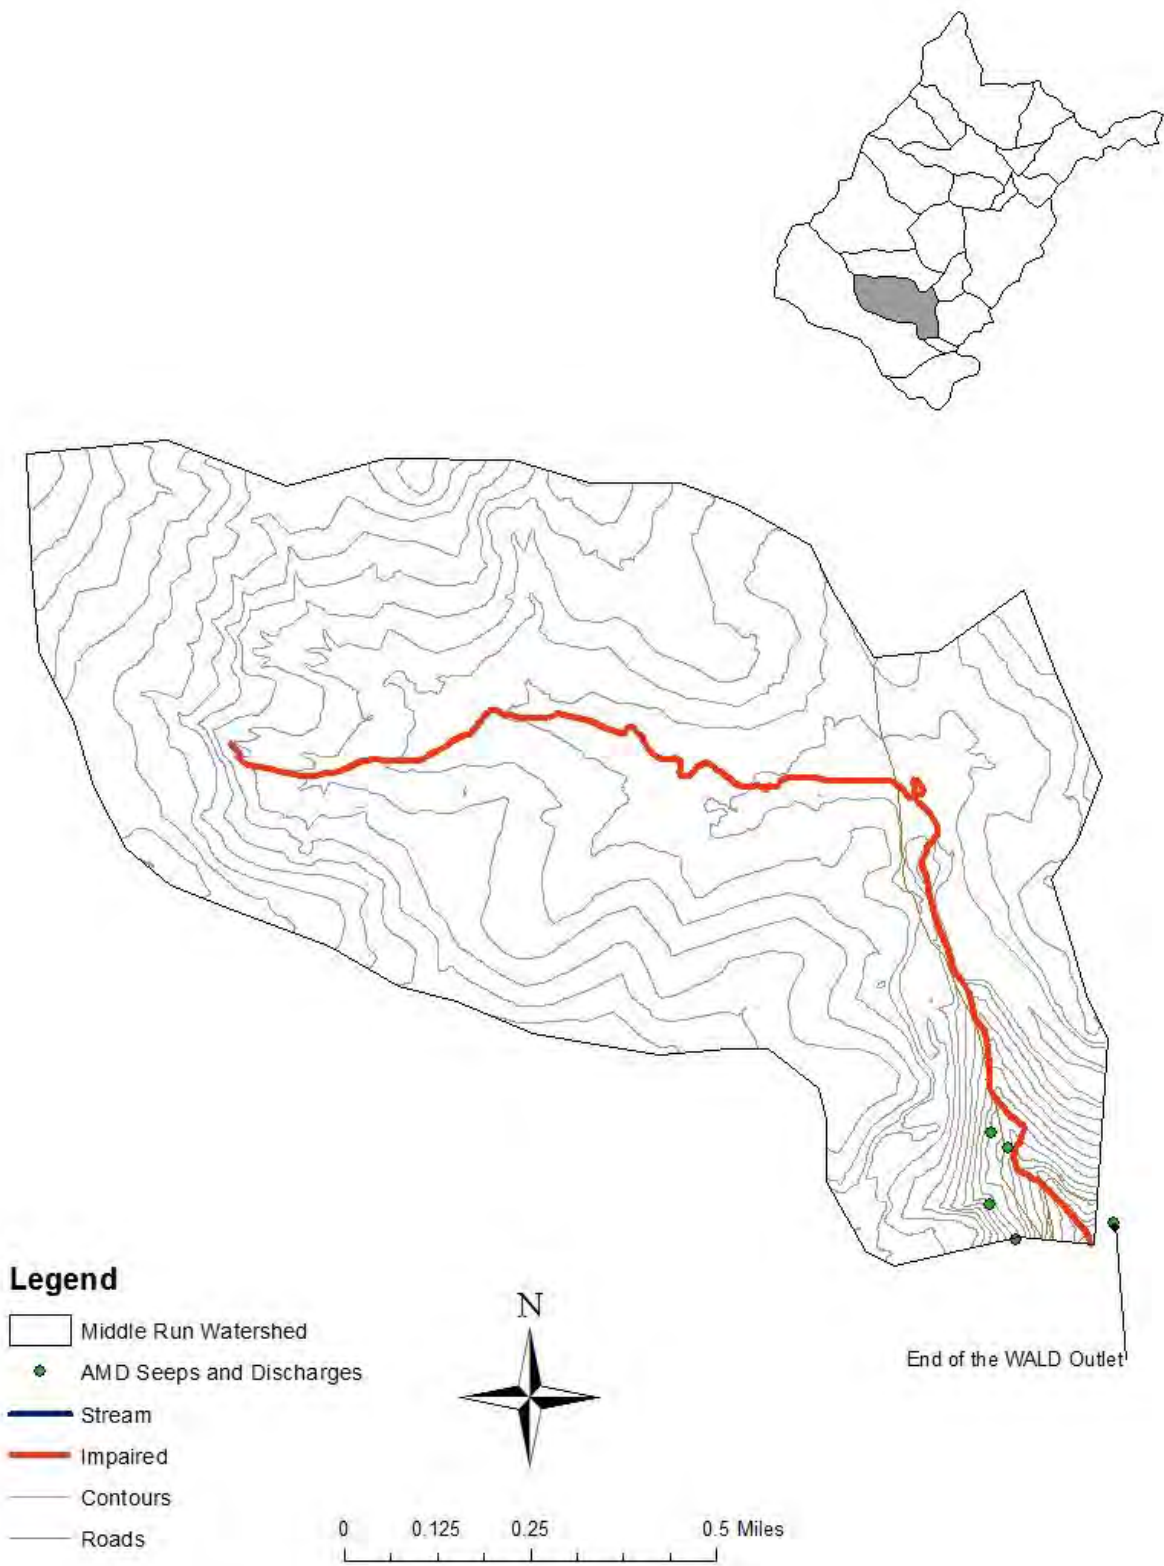 Legend
Middle Run Watershed
AMD Seeps and Discharges
Stream
Impaired
Contours
Roads
N
0 0.125 0.25 0.5 Miles
End of the WALD Outlet